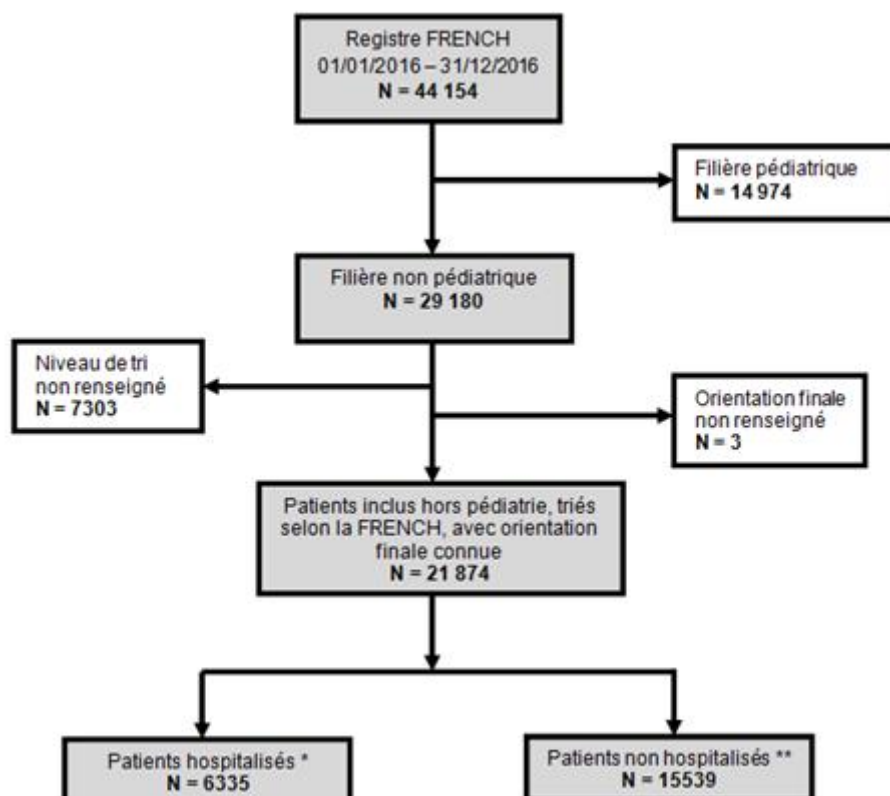 Registre FRENCH
01/01/2016 – 31/12/2016
N = 44 154
Filière pédiatrique
N = 14 974
Filière non pédiatrique
N = 29 180
Niveau de tri
non renseigné
N = 7303
Orientation finale
non renseigné
N = 3
Patients inclus hors pédiatrie, triés
selon la FRENCH, avec orientation
finale connue
N = 21 874
Patients hospitalisés *
N = 6335
Patients non hospitalisés **
N = 15539